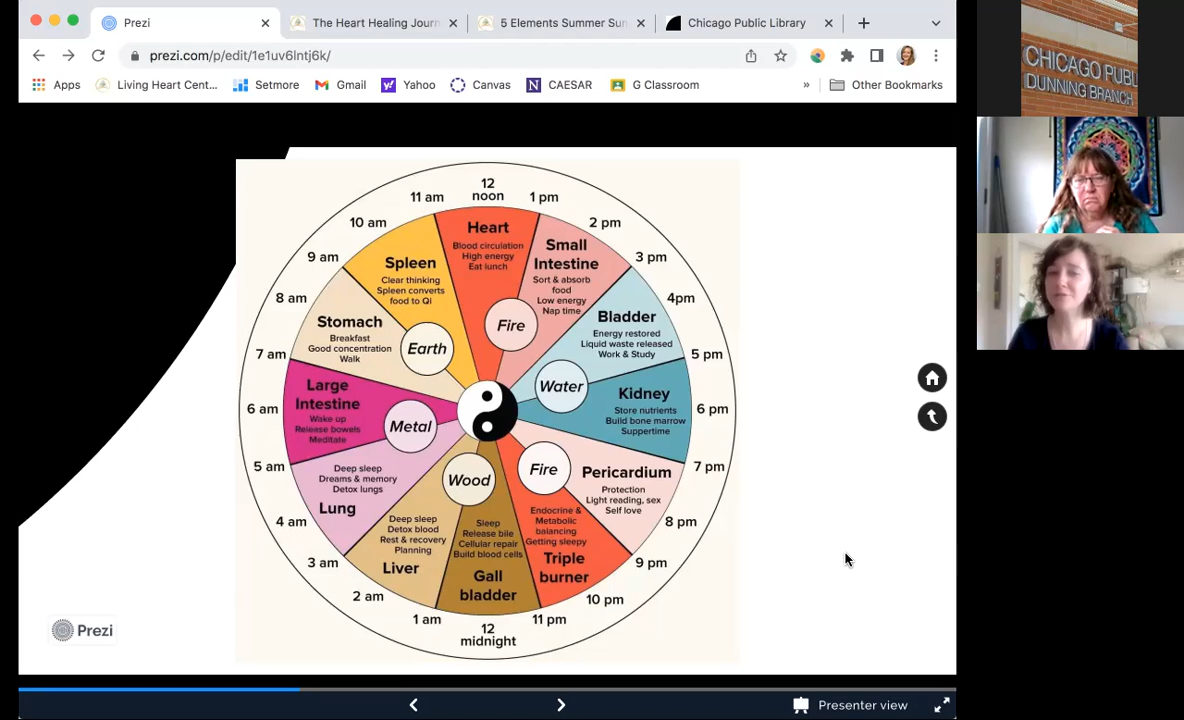 Prezi
The Heart Healing Journ
5 Elements Summer Sun
Chicago Public Library
prezi.com/p/edit/1e1uv6lntj6k/
Apps
Living Heart Cent...
Setmore
Gmail
Yahoo
Canvas
CAESAR
G Classroom
»
Other Bookmarks
CHICAGO PUBL
DUNNING BRANCH
12
noon
1 pm
2 pm
3 pm
4pm
5 pm
6 pm
7 pm
8 pm
9 pm
10 pm
11 pm
12
midnight
1 am
2 am
3 am
4 am
5 am
6 am
7 am
8 am
9 am
10 am
11 am
Heart
Blood circulation
High energy
Eat lunch
Small
Intestine
Sort & absorb
food
Low energy
Nap time
Fire
Bladder
Energy restored
Liquid waste released
Work & Study
Water
Kidney
Store nutrients
Build bone marrow
Suppertime
Pericardium
Protection
Light reading, sex
Self love
Fire
Endocrine &
Metabolic
balancing
Getting sleepy
Triple
burner
Sleep
Release bile
Cellular repair
Build blood cells
Gall
bladder
Wood
Deep sleep
Detox blood
Rest & recovery
Planning
Liver
Deep sleep
Dreams & memory
Detox lungs
Lung
Metal
Large
Intestine
Wake up
Release bowels
Meditate
Stomach
Breakfast
Good concentration
Walk
Earth
Spleen
Clear thinking
Spleen converts
food to Qi
Prezi
Presenter view